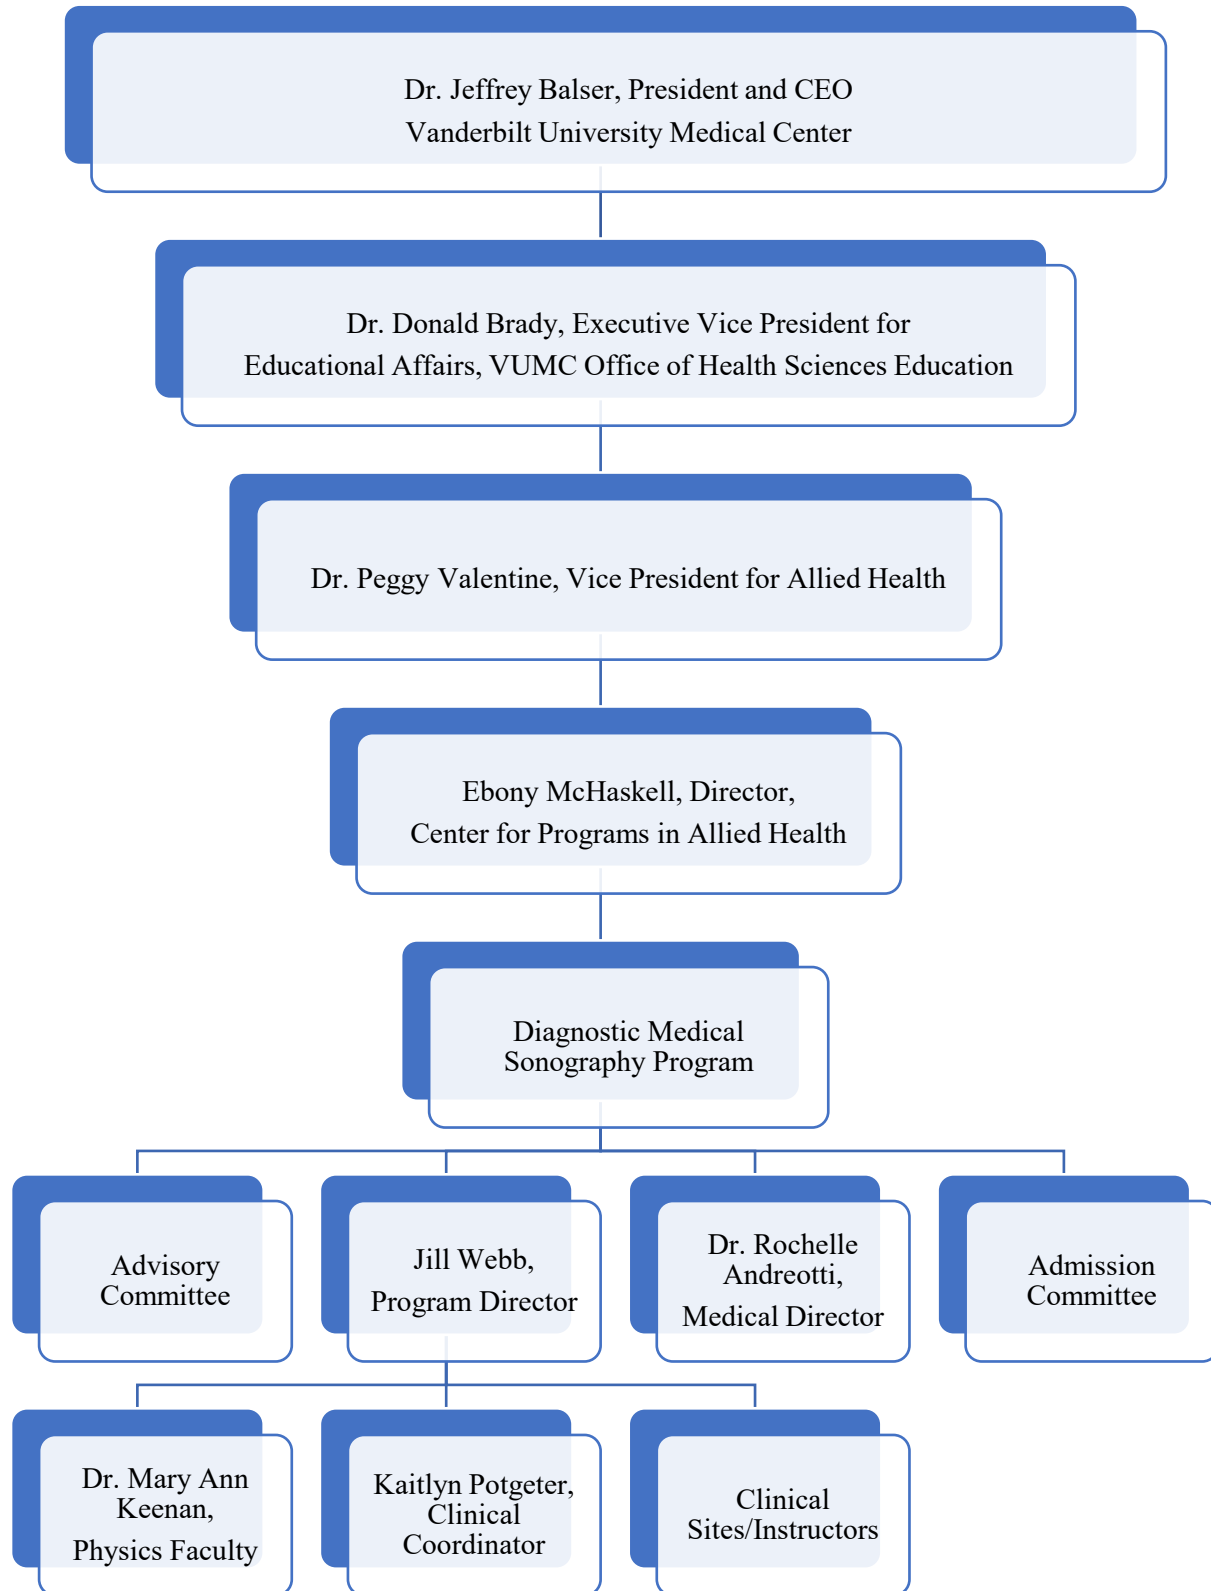 Dr. Jeffrey Balser, President and CEO
Vanderbilt University Medical Center
Dr. Donald Brady, Executive Vice President for
Educational Affairs, VUMC Office of Health Sciences Education
Dr. Peggy Valentine, Vice President for Allied Health
Ebony McHaskell, Director,
Center for Programs in Allied Health
Diagnostic Medical
Sonography Program
Advisory
Committee
Jill Webb,
Program Director
Dr. Rochelle
Andreotti,
Medical Director
Admission
Committee
Dr. Mary Ann
Keenan,
Physics Faculty
Kaitlyn Potgeter,
Clinical
Coordinator
Clinical
Sites/Instructors